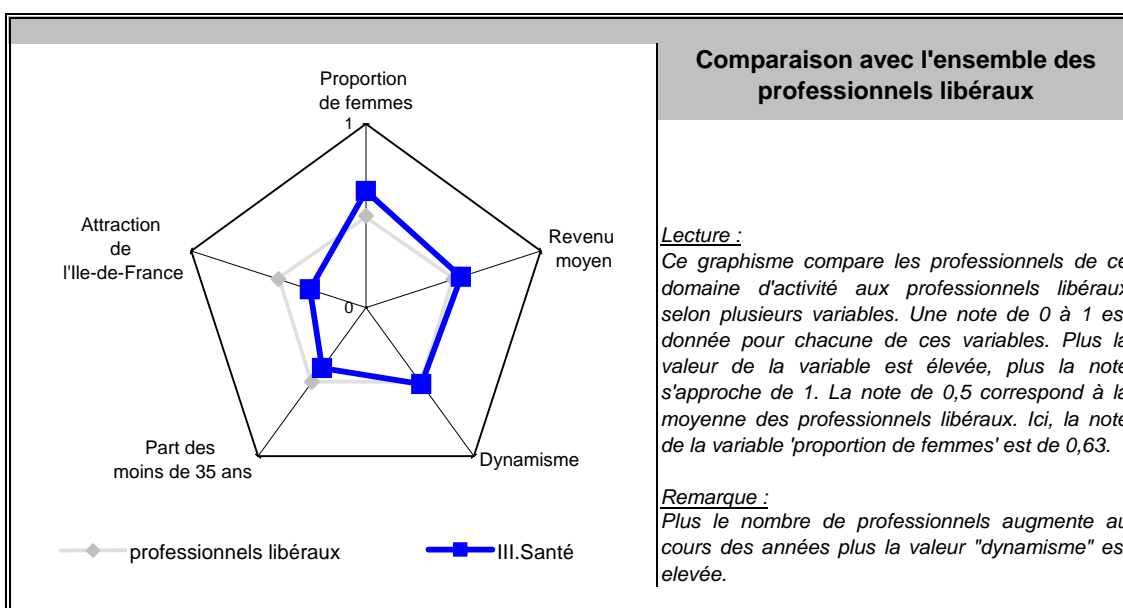 Comparaison avec l'ensemble des
professionnels libéraux
Proportion
de femmes
1
Attraction
de
l'Ile-de-France
Revenu
moyen
0
Part des
moins de 35 ans
Dynamisme
professionnels libéraux
III.Santé
Lecture :
Ce graphisme compare les professionnels de ce
domaine d'activité aux professionnels libéraux
selon plusieurs variables. Une note de 0 à 1 es
donnée pour chacune de ces variables. Plus la
valeur de la variable est élevée, plus la note
s'approche de 1. La note de 0,5 correspond à la
moyenne des professionnels libéraux. Ici, la note
de la variable 'proportion de femmes' est de 0,63.
Remarque :
Plus le nombre de professionnels augmente au
cours des années plus la valeur "dynamisme" es
elevée.